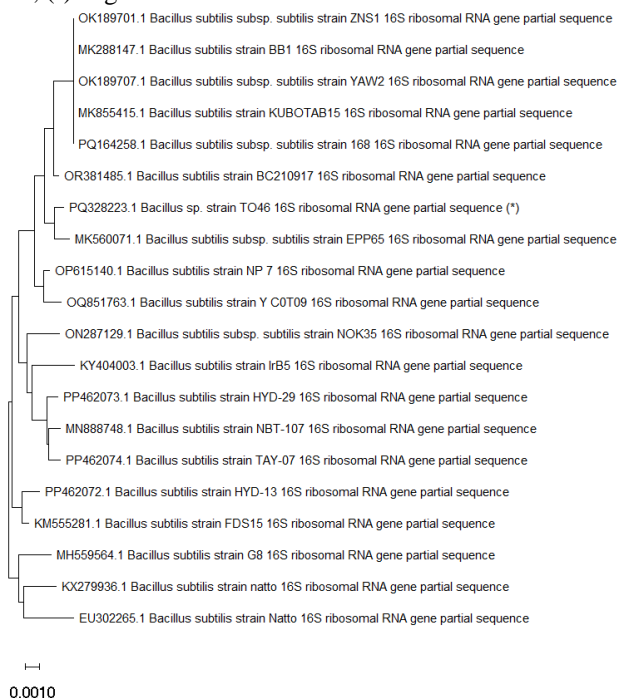 OK189701.1 Bacillus subtilis subsp. subtilis strain ZNS1 16S ribosomal RNA gene partial sequence
MK288147.1 Bacillus subtilis strain BB1 16S ribosomal RNA gene partial sequence
OK189707.1 Bacillus subtilis subsp. subtilis strain YAW2 16S ribosomal RNA gene partial sequence
MK855415.1 Bacillus subtilis strain KUBOTAB15 16S ribosomal RNA gene partial sequence
PQ164258.1 Bacillus subtilis subsp. subtilis strain 168 16S ribosomal RNA gene partial sequence
OR381485.1 Bacillus subtilis strain BC210917 16S ribosomal RNA gene partial sequence
PQ328223.1 Bacillus sp. strain TO46 16S ribosomal RNA gene partial sequence (*)
MK560071.1 Bacillus subtilis subsp. subtilis strain EPP65 16S ribosomal RNA gene partial sequence
OP615140.1 Bacillus subtilis strain NP 7 16S ribosomal RNA gene partial sequence
OQ851763.1 Bacillus subtilis strain Y C0T09 16S ribosomal RNA gene partial sequence
ON287129.1 Bacillus subtilis subsp. subtilis strain NOK35 16S ribosomal RNA gene partial sequence
KY404003.1 Bacillus subtilis strain IrB5 16S ribosomal RNA gene partial sequence
PP462073.1 Bacillus subtilis strain HYD-29 16S ribosomal RNA gene partial sequence
MN888748.1 Bacillus subtilis strain NBT-107 16S ribosomal RNA gene partial sequence
PP462074.1 Bacillus subtilis strain TAY-07 16S ribosomal RNA gene partial sequence
PP462072.1 Bacillus subtilis strain HYD-13 16S ribosomal RNA gene partial sequence
KM555281.1 Bacillus subtilis strain FDS15 16S ribosomal RNA gene partial sequence
MH559564.1 Bacillus subtilis strain G8 16S ribosomal RNA gene partial sequence
KX279936.1 Bacillus subtilis strain natto 16S ribosomal RNA gene partial sequence
EU302265.1 Bacillus subtilis strain Natto 16S ribosomal RNA gene partial sequence
0.0010